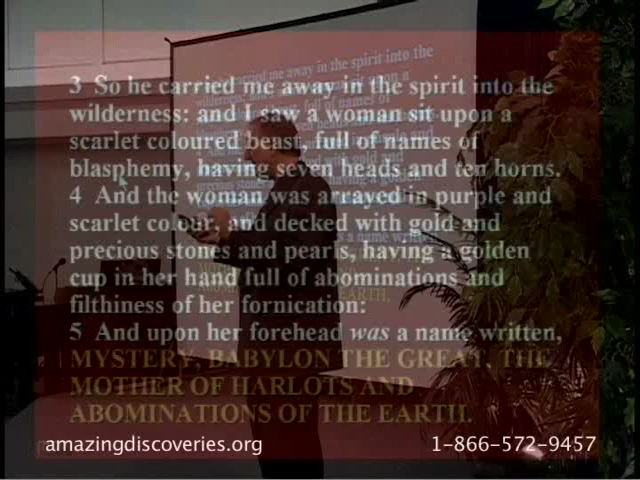 3 So he carried me away in the spirit into the
wilderness: and I saw a woman sit upon a
scarlet coloured beast, full of names of
blasphemy, having seven heads and ten horns.
4 And the woman was arrayed in purple and
scarlet colour, and decked with gold and
precious stones and pearls, having a golden
cup in her hand full of abominations and
filthiness of her fornication:
5 And upon her forehead was a name written,
MYSTERY, BABYLON THE GREAT, THE
MOTHER OF HARLOTS AND
ABOMINATIONS OF THE EARTH.
amazingdiscoveries.org 1-866-572-9457